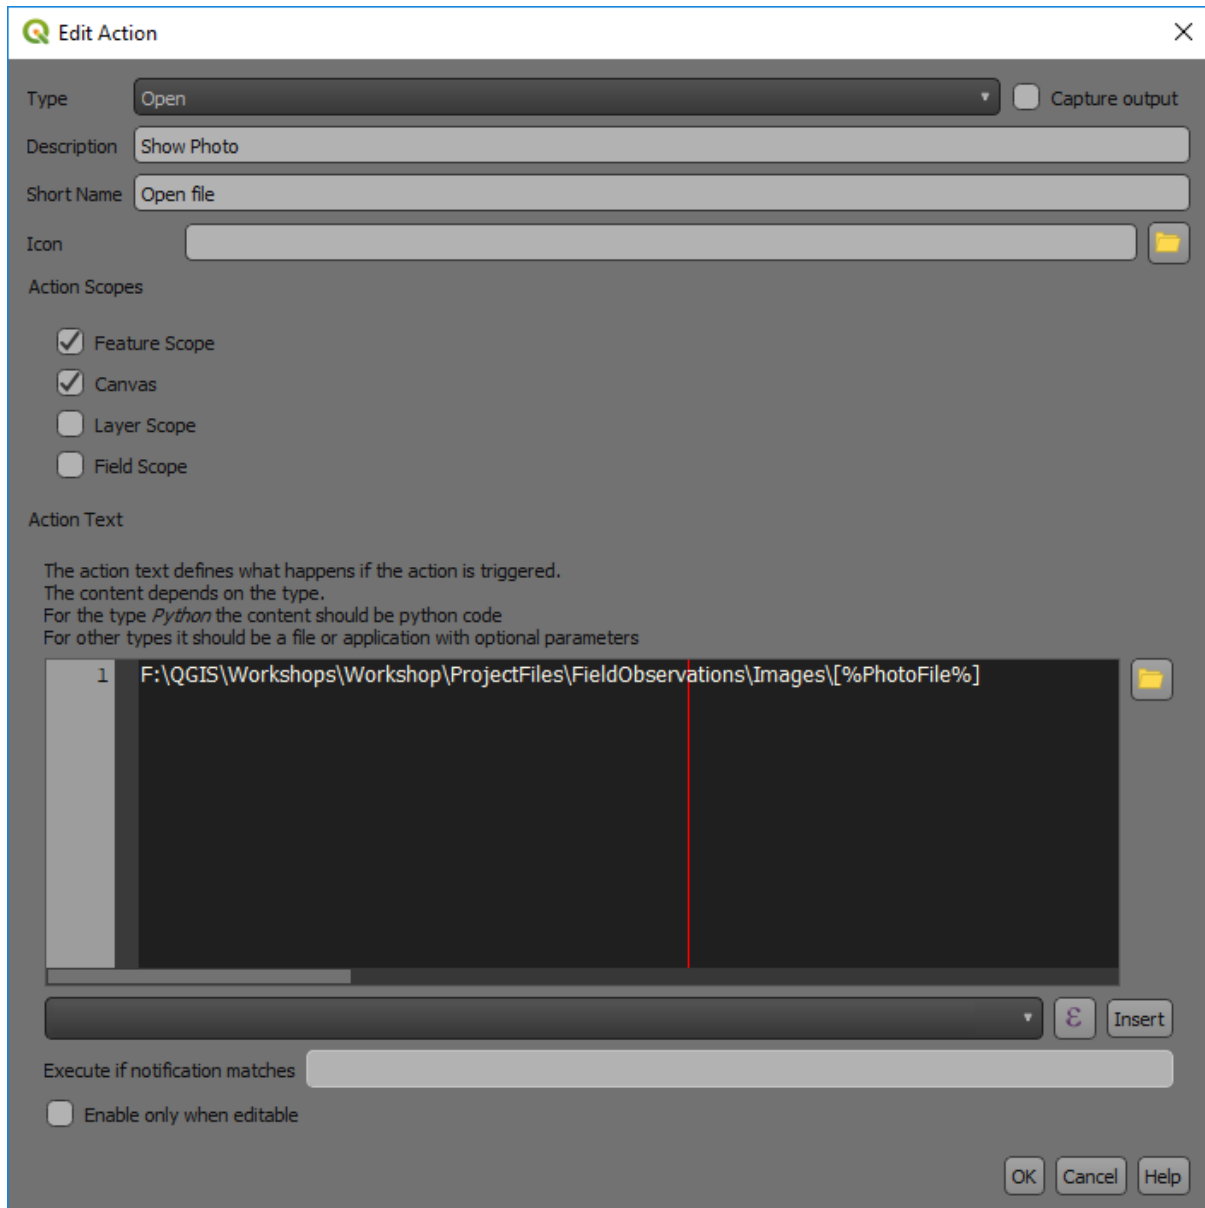 Edit Action
Type Open Capture output
Description Show Photo
Short Name Open file
Icon
Action Scopes
Feature Scope
Canvas
Layer Scope
Field Scope
Action Text
The action text defines what happens if the action is triggered.
The content depends on the type.
For the type Python the content should be python code
For other types it should be a file or application with optional parameters
1 F:\QGIS\Workshops\Workshop\ProjectFiles\FieldObservations\Images\[%PhotoFile%]
ε Insert
Execute if notification matches
Enable only when editable
OK Cancel Help